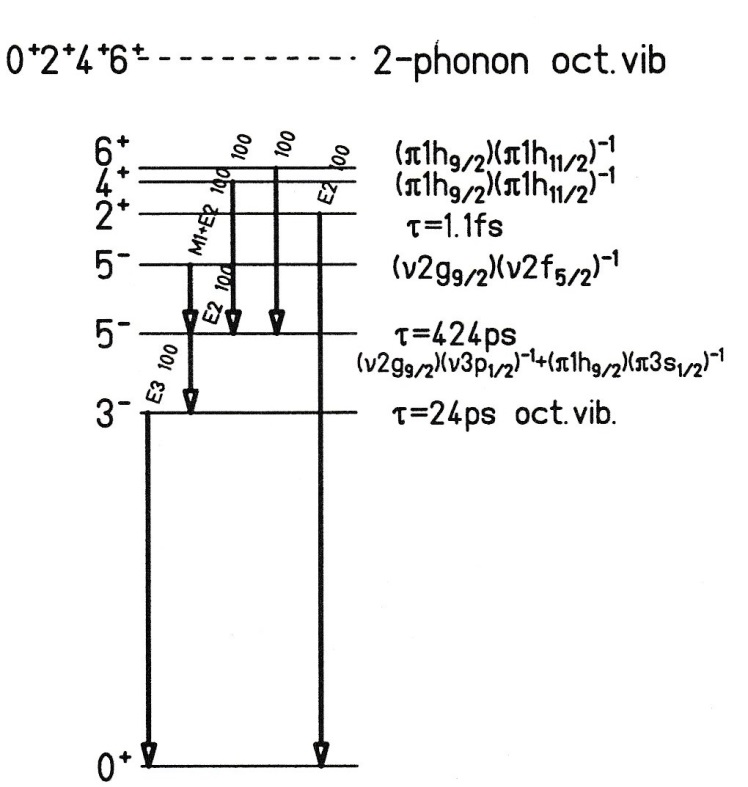 0⁺2⁺4⁺6⁺ 2-phonon oct.vib
6⁺ 100 100 100 (π1h9/2)(π1h11/2)⁻¹
4⁺ 100 E2 (π1h9/2)(π1h11/2)⁻¹
2⁺ M1+E2 τ=1.1fs
5⁻ E2 100 (ν2g9/2)(ν2f5/2)⁻¹
5⁻ τ=424ps
E3 100 (ν2g9/2)(ν3p1/2)⁻¹+(π1h9/2)(π3s1/2)⁻¹
3⁻ τ=24ps oct.vib.
0⁺